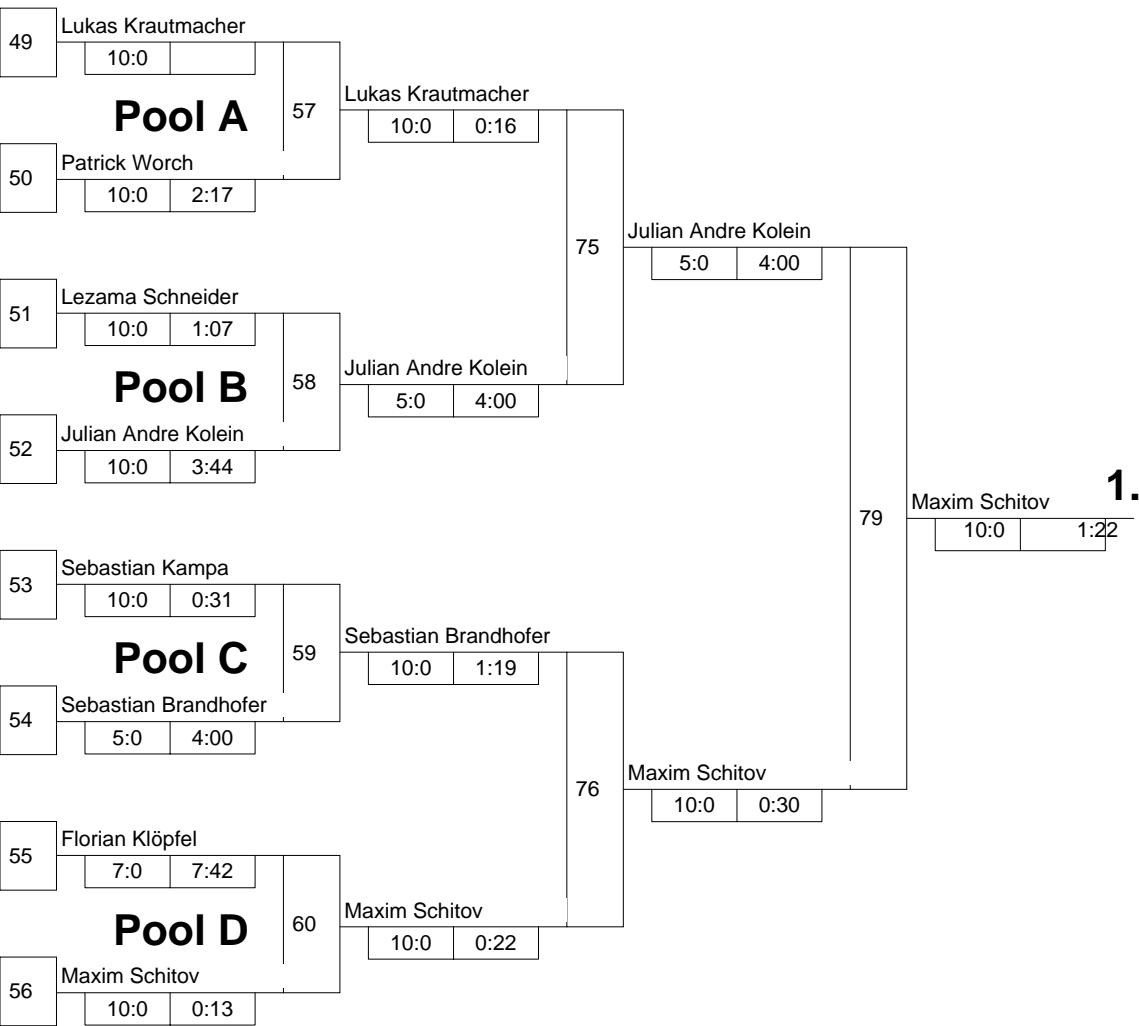 49
Lukas Krautmacher
10:0
Pool A
57
Lukas Krautmacher
10:0 0:16
50
Patrick Worch
10:0 2:17
75
Julian Andre Kolein
5:0 4:00
51
Lezama Schneider
10:0 1:07
Pool B
58
Julian Andre Kolein
5:0 4:00
52
Julian Andre Kolein
10:0 3:44
79
Maxim Schitov
1.
10:0 1:22
53
Sebastian Kampa
10:0 0:31
Pool C
59
Sebastian Brandhofer
10:0 1:19
54
Sebastian Brandhofer
5:0 4:00
76
Maxim Schitov
10:0 0:30
55
Florian Klöpfel
7:0 7:42
Pool D
60
Maxim Schitov
10:0 0:22
56
Maxim Schitov
10:0 0:13